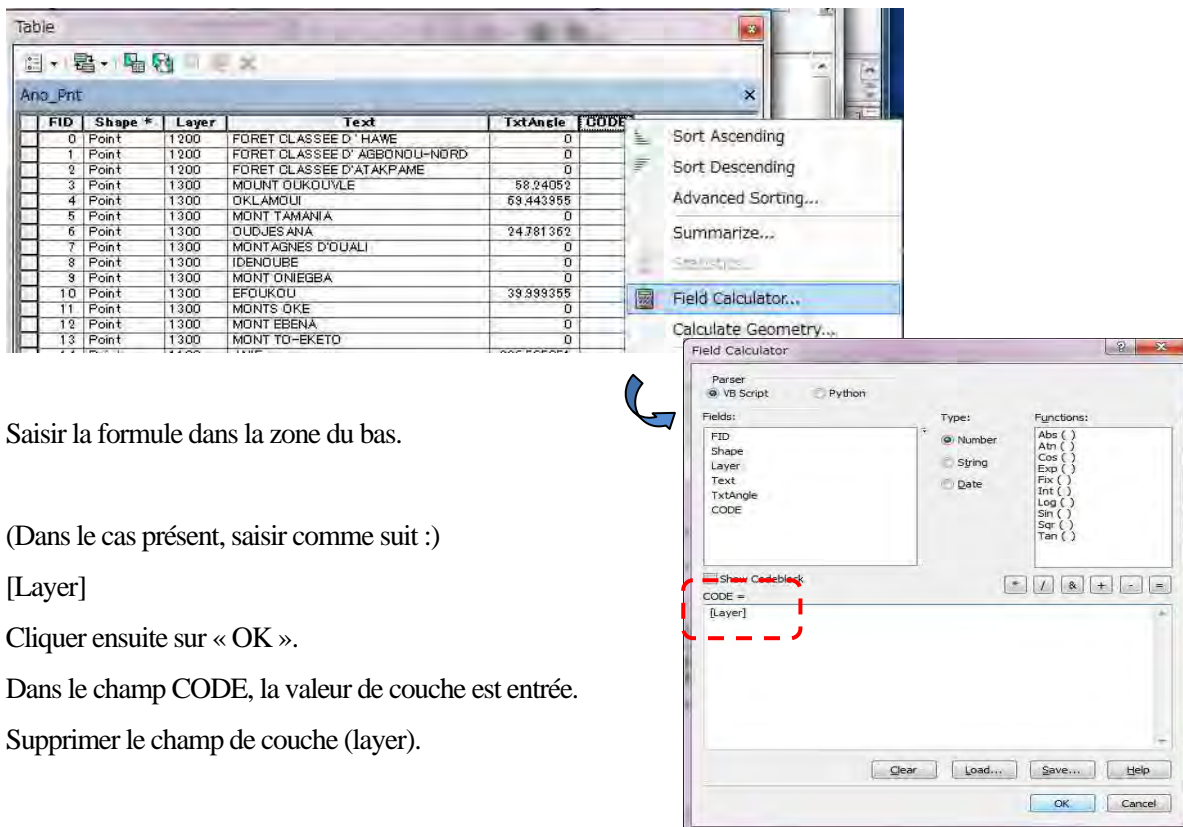 Table
Ano_Pnt
FID Shape * Layer Text TxtAngle CODE
0 Point 1200 FORET CLASSEE D ' HAWE 0
1 Point 1200 FORET CLASSEE D' AGBONOU-NORD 0
2 Point 1200 FORET CLASSEE D'ATAKPAME 0
3 Point 1300 MOUNT OUKOUVLE 58.24052
4 Point 1300 OKLAMOUI 69.443955
5 Point 1300 MONT TAMANIA 0
6 Point 1300 OUDJESANA 24.781362
7 Point 1300 MONTAGNES D'OUALI 0
8 Point 1300 IDENOUBE 0
9 Point 1300 MONT ONIEGBA 0
10 Point 1300 EFOUKOU 39.999355
11 Point 1300 MONTS OKE 0
12 Point 1300 MONT EBENA 0
13 Point 1300 MONT TO-EKETO 0
Sort Ascending
Sort Descending
Advanced Sorting...
Summarize...
Statistics...
Field Calculator...
Calculate Geometry...
Saisir la formule dans la zone du bas.
(Dans le cas présent, saisir comme suit :)
[Layer]
Cliquer ensuite sur « OK ».
Dans le champ CODE, la valeur de couche est entrée.
Supprimer le champ de couche (layer).
Field Calculator
Parser
VB Script Python
Fields: Type: Functions:
FID
Shape
Layer
Text
TxtAngle
CODE
Number
String
Date
Abs ( )
Atn ( )
Cos ( )
Exp ( )
Fix ( )
Int ( )
Log ( )
Sin ( )
Sqr ( )
Tan ( )
Show Codeblock
* / & + - =
CODE =
[Layer]
Clear Load... Save... Help
OK Cancel